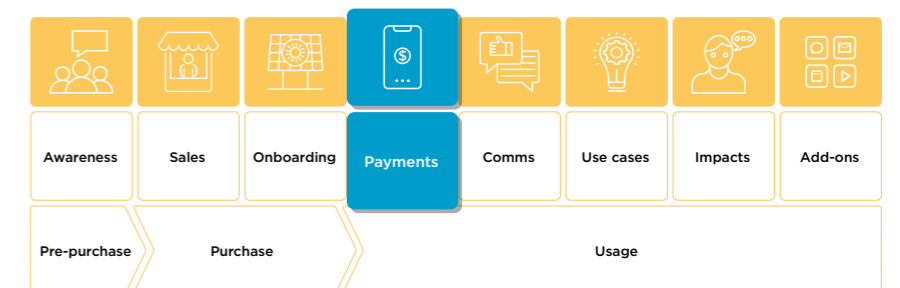 Awareness
Sales
Onboarding
Payments
Comms
Use cases
Impacts
Add-ons
Pre-purchase
Purchase
Usage